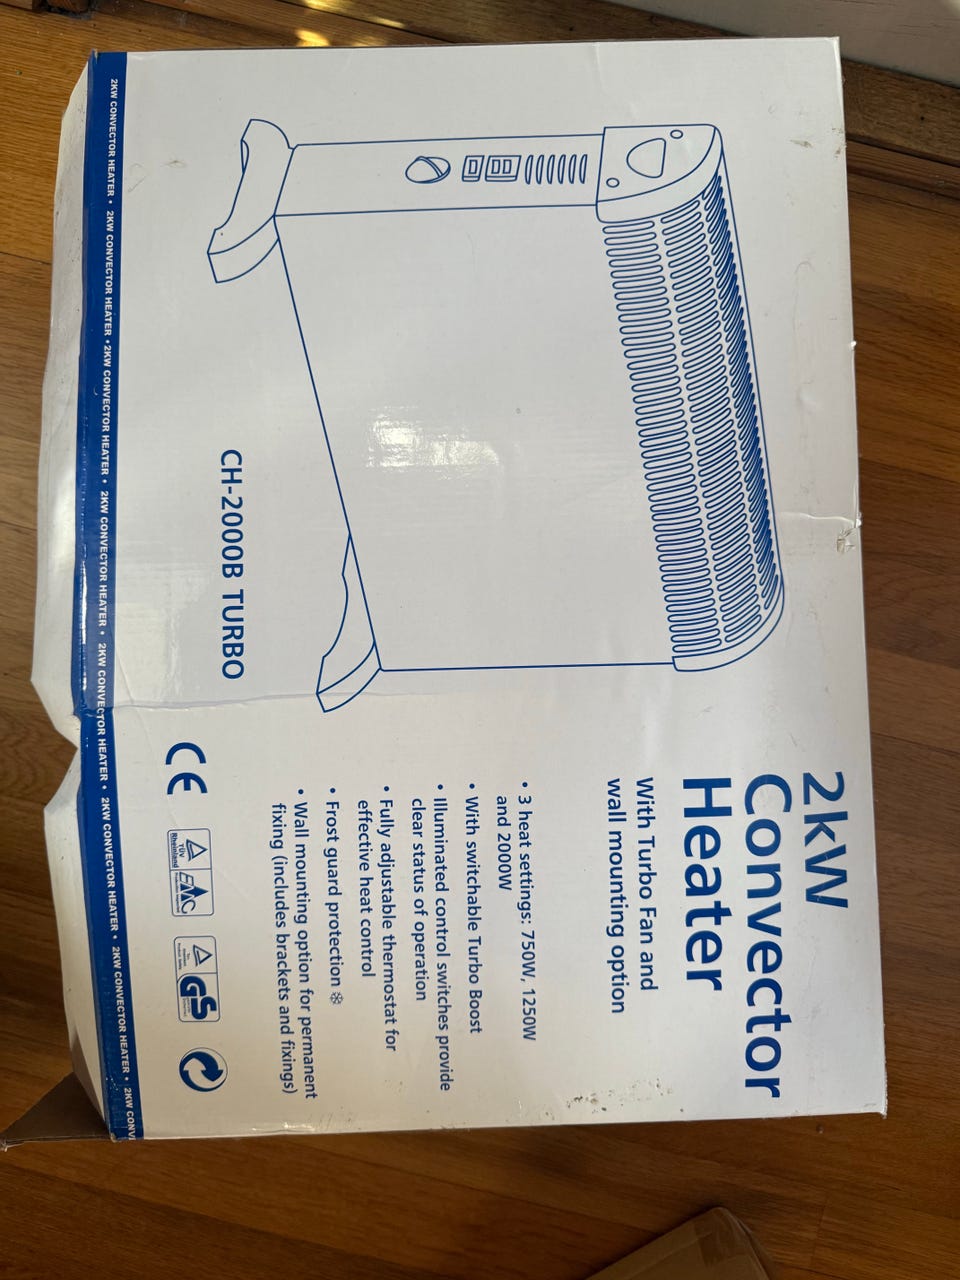 2kW
Convector
Heater
With Turbo Fan and
wall mounting option
• 3 heat settings: 750W, 1250W
and 2000W
• With switchable Turbo Boost
• Illuminated control switches provide
clear status of operation
• Fully adjustable thermostat for
effective heat control
• Frost guard protection ❄
• Wall mounting option for permanent
fixing (includes brackets and fixings)
CH-2000B TURBO
CE
TÜV
Rheinland
EMC
GS
2KW CONVECTOR HEATER • 2KW CONVECTOR HEATER • 2KW CONVECTOR HEATER • 2KW CONVECTOR HEATER • 2KW CONVECTOR HEATER • 2KW CONVECTOR HEATER • 2KW CONVECTOR HEATER • 2KW CONV